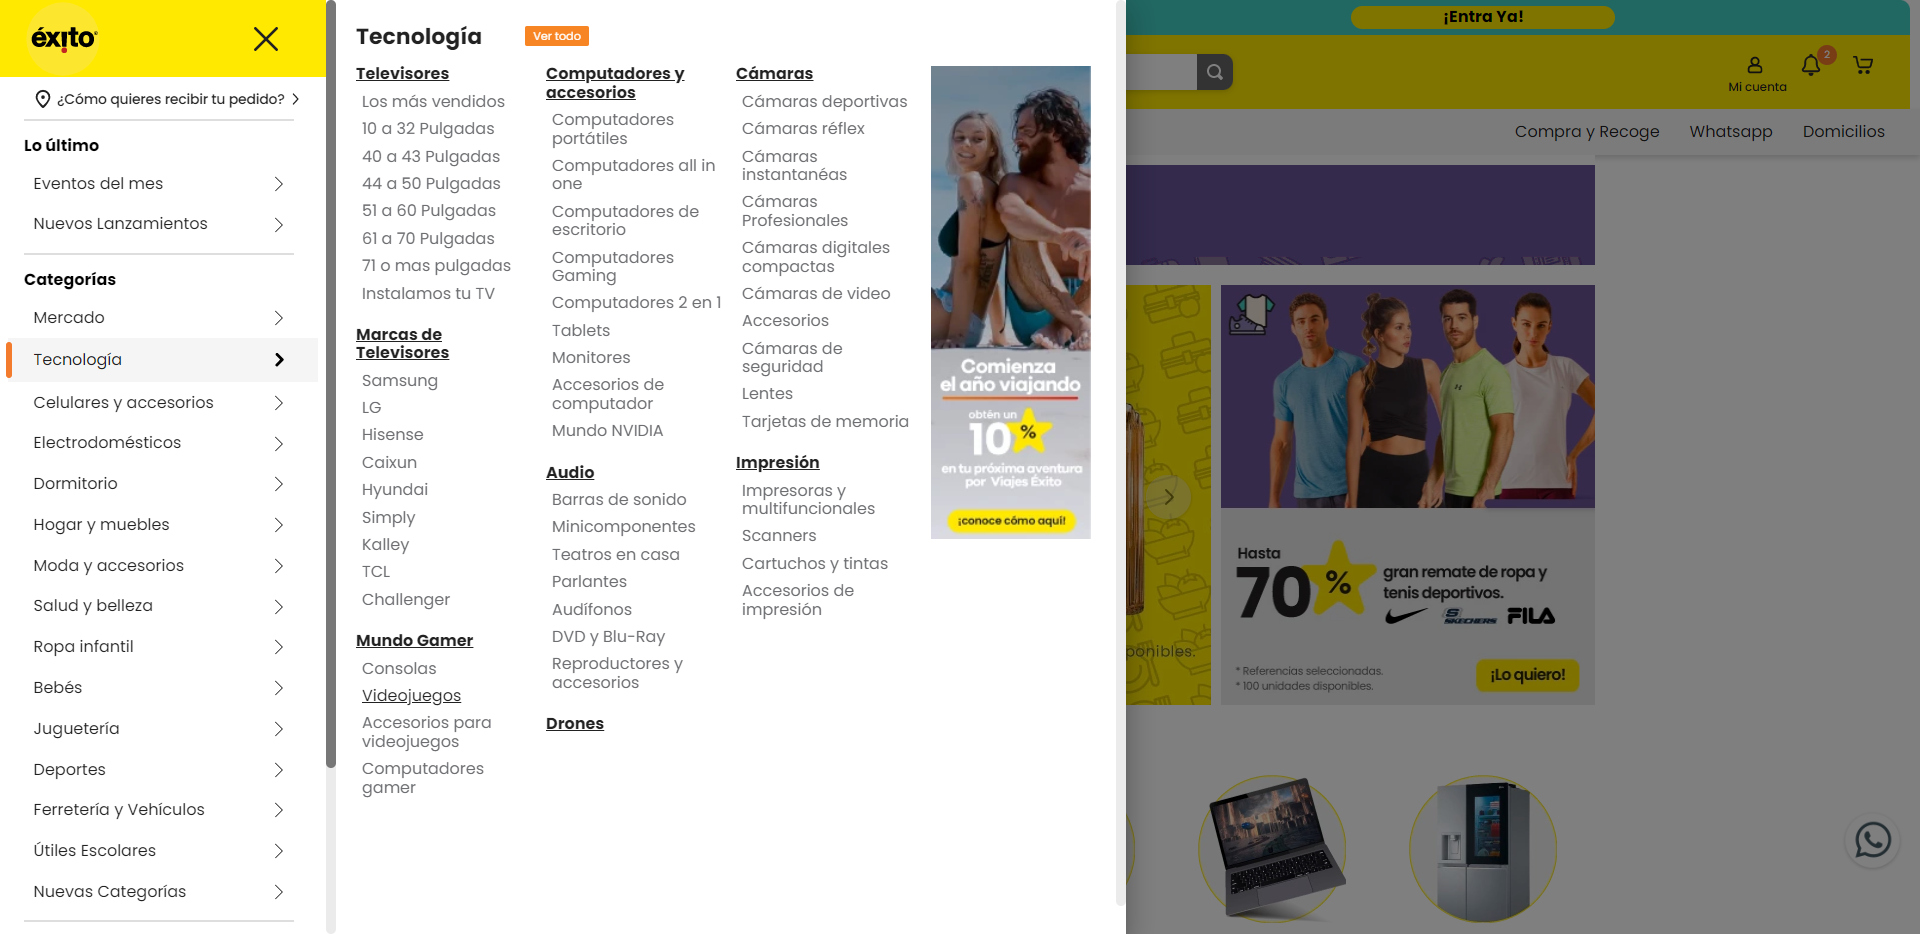 éxito
¿Cómo quieres recibir tu pedido?
Lo último
Eventos del mes
Nuevos Lanzamientos
Categorías
Mercado
Tecnología
Celulares y accesorios
Electrodomésticos
Dormitorio
Hogar y muebles
Moda y accesorios
Salud y belleza
Ropa infantil
Bebés
Juguetería
Deportes
Ferretería y Vehículos
Útiles Escolares
Nuevas Categorías
Tecnología
Ver todo
Televisores
Los más vendidos
10 a 32 Pulgadas
40 a 43 Pulgadas
44 a 50 Pulgadas
51 a 60 Pulgadas
61 a 70 Pulgadas
71 o mas pulgadas
Instalamos tu TV
Marcas de
Televisores
Samsung
LG
Hisense
Caixun
Hyundai
Simply
Kalley
TCL
Challenger
Mundo Gamer
Consolas
Videojuegos
Accesorios para
videojuegos
Computadores
gamer
Computadores y
accesorios
Computadores
portátiles
Computadores all in
one
Computadores de
escritorio
Computadores
Gaming
Computadores 2 en 1
Tablets
Monitores
Accesorios de
computador
Mundo NVIDIA
Audio
Barras de sonido
Minicomponentes
Teatros en casa
Parlantes
Audífonos
DVD y Blu-Ray
Reproductores y
accesorios
Drones
Cámaras
Cámaras deportivas
Cámaras réflex
Cámaras
instantanéas
Cámaras
Profesionales
Cámaras digitales
compactas
Cámaras de video
Accesorios
Cámaras de
seguridad
Lentes
Tarjetas de memoria
Impresión
Impresoras y
multifuncionales
Scanners
Cartuchos y tintas
Accesorios de
impresión
Comienza
el año viajando
obtén un
10%
en tu próxima aventura
por Viajes Éxito
¡conoce cómo aquí!
¡Entra Ya!
2
Mi cuenta
Compra y Recoge
Whatsapp
Domicilios
ponibles.
Hasta
70%
gran remate de ropa y
tenis deportivos.
SKECHERS FILA
* Referencias seleccionadas.
* 100 unidades disponibles.
¡Lo quiero!